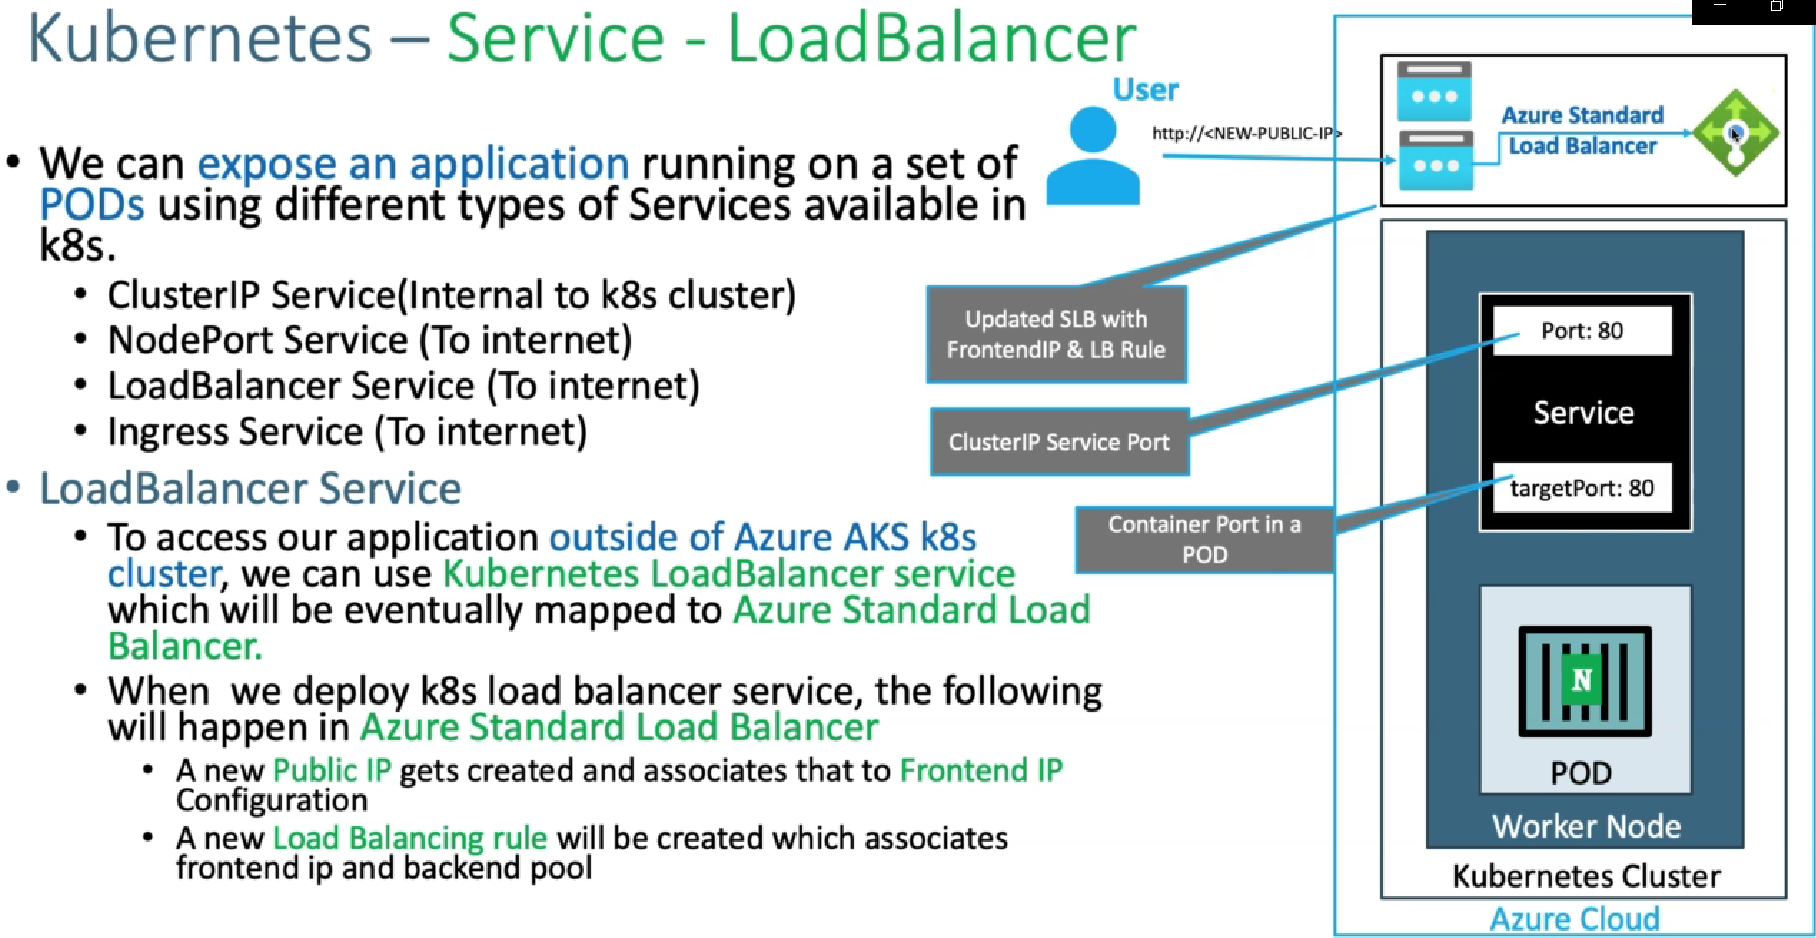 Kubernetes – Service - LoadBalancer
• We can expose an application running on a set of
PODs using different types of Services available in
k8s.
• ClusterIP Service(Internal to k8s cluster)
• NodePort Service (To internet)
• LoadBalancer Service (To internet)
• Ingress Service (To internet)
• LoadBalancer Service
• To access our application outside of Azure AKS k8s
cluster, we can use Kubernetes LoadBalancer service
which will be eventually mapped to Azure Standard Load
Balancer.
• When we deploy k8s load balancer service, the following
will happen in Azure Standard Load Balancer
• A new Public IP gets created and associates that to Frontend IP
Configuration
• A new Load Balancing rule will be created which associates
frontend ip and backend pool
User
http://<NEW-PUBLIC-IP>
Azure Standard
Load Balancer
Updated SLB with
FrontendIP & LB Rule
ClusterIP Service Port
Container Port in a
POD
Port: 80
Service
targetPort: 80
N
POD
Worker Node
Kubernetes Cluster
Azure Cloud